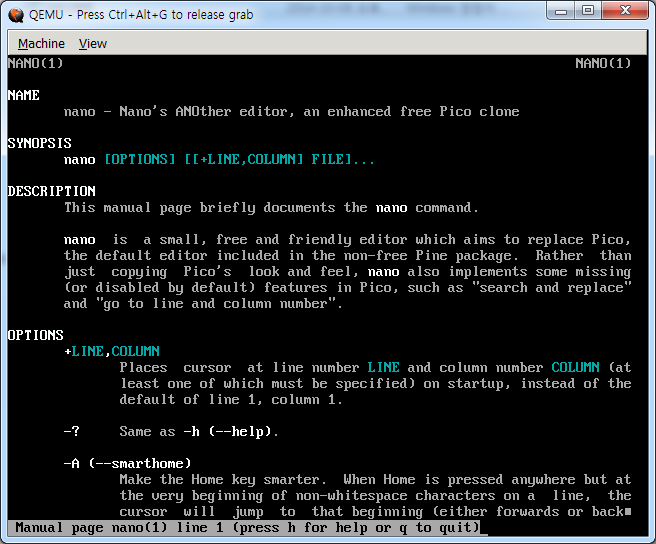 QEMU - Press Ctrl+Alt+G to release grab
Machine View
NANO(1) NANO(1)
NAME
nano - Nano's ANOther editor, an enhanced free Pico clone
SYNOPSIS
nano [OPTIONS] [[+LINE,COLUMN] FILE]...
DESCRIPTION
This manual page briefly documents the nano command.
nano is a small, free and friendly editor which aims to replace Pico,
the default editor included in the non-free Pine package. Rather than
just copying Pico's look and feel, nano also implements some missing
(or disabled by default) features in Pico, such as "search and replace"
and "go to line and column number".
OPTIONS
+LINE,COLUMN
Places cursor at line number LINE and column number COLUMN (at
least one of which must be specified) on startup, instead of the
default of line 1, column 1.
-? Same as -h (--help).
-A (--smarthome)
Make the Home key smarter. When Home is pressed anywhere but at
the very beginning of non-whitespace characters on a line, the
cursor will jump to that beginning (either forwards or back
Manual page nano(1) line 1 (press h for help or q to quit)